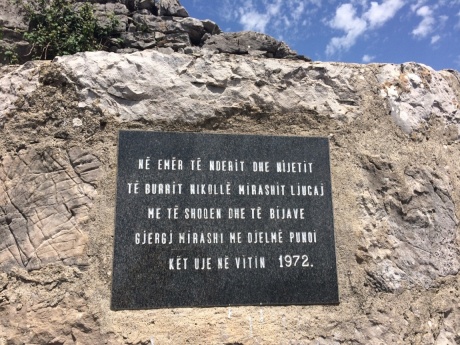 NË EMËR TË NDERIT DHE NIJETIT
TË BURRIT NIKOLLË MIRASHIT LJUCAJ
ME TË SHOQEN DHE TË BIJAVE
GJERGJ MIRASHI ME DJELMË PUNOI
KËT UJE NË VITIN 1972.